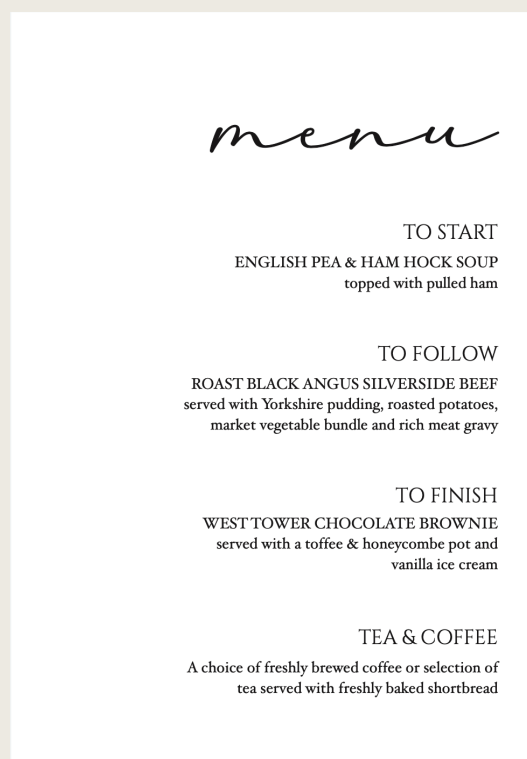 menu
TO START
ENGLISH PEA & HAM HOCK SOUP
topped with pulled ham
TO FOLLOW
ROAST BLACK ANGUS SILVERSIDE BEEF
served with Yorkshire pudding, roasted potatoes,
market vegetable bundle and rich meat gravy
TO FINISH
WEST TOWER CHOCOLATE BROWNIE
served with a toffee & honeycombe pot and
vanilla ice cream
TEA & COFFEE
A choice of freshly brewed coffee or selection of
tea served with freshly baked shortbread